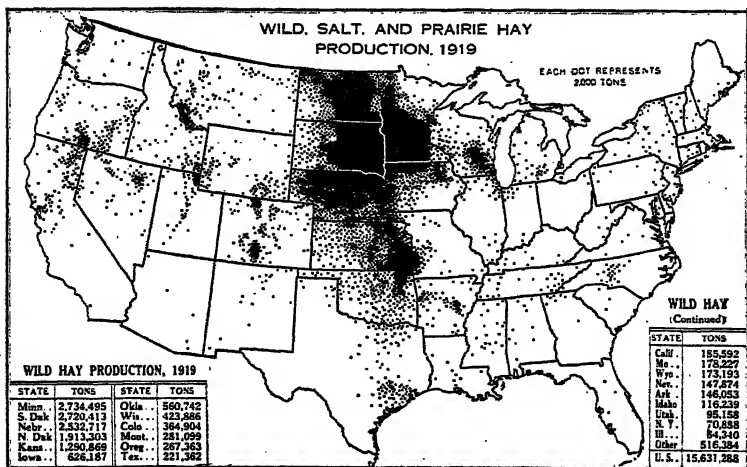 WILD, SALT, AND PRAIRIE HAY
PRODUCTION, 1919
EACH DOT REPRESENTS
2,000 TONS
WILD HAY PRODUCTION, 1919
STATE TONS STATE TONS
Minn.. 2,734,495 Okla.. 560,742
S. Dak 2,720,413 Wis... 423,886
Nebr.. 2,532,717 Colo.. 364,904
N. Dak 1,913,303 Mont.. 281,099
Kans.. 1,290,869 Oreg.. 267,363
Iowa.. 626,187 Tex.. 221,362
WILD HAY
(Continued)
STATE TONS
Calif.. 185,592
Mo... 178,227
Wyo.. 173,193
Nev.. 147,874
Ark.. 146,053
Idaho 116,239
Utah. 95,158
N. Y. 70,888
Ill... 64,340
Other 516,384
U.S.. 15,631,288